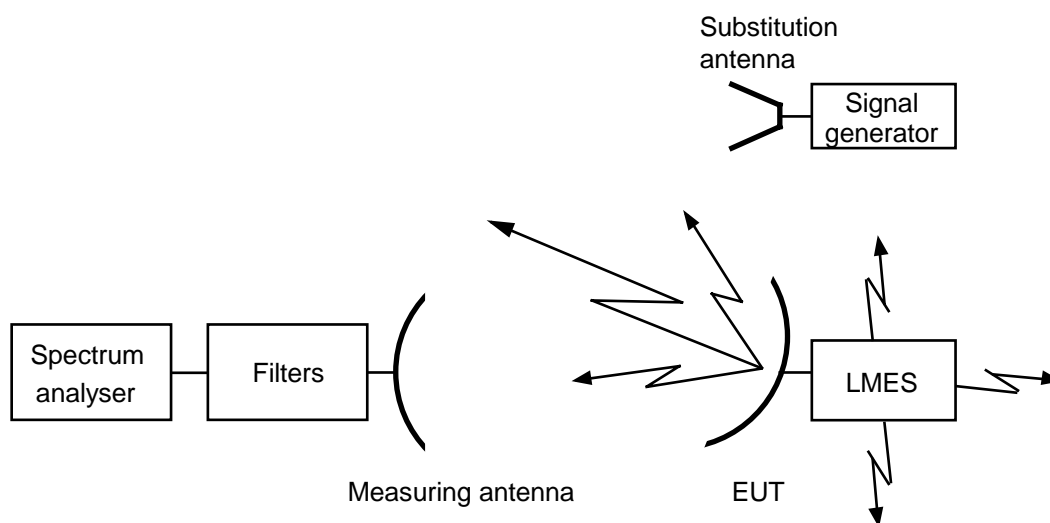 Substitution
antenna
Signal
generator
Spectrum
analyser
Filters
LMES
Measuring antenna
EUT